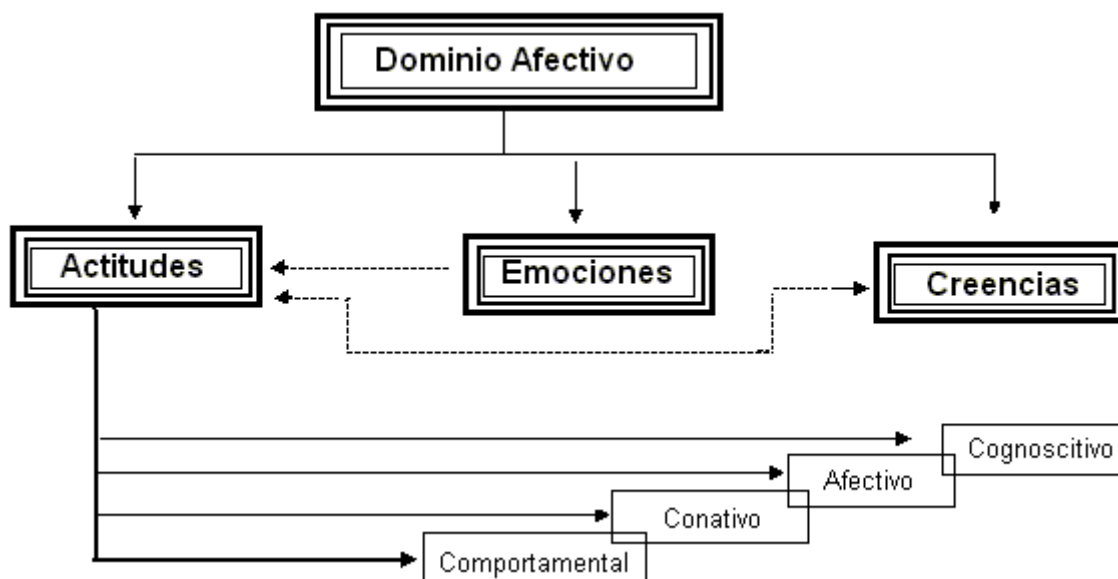 Dominio Afectivo
Actitudes
Emociones
Creencias
Cognoscitivo
Afectivo
Conativo
Comportamental